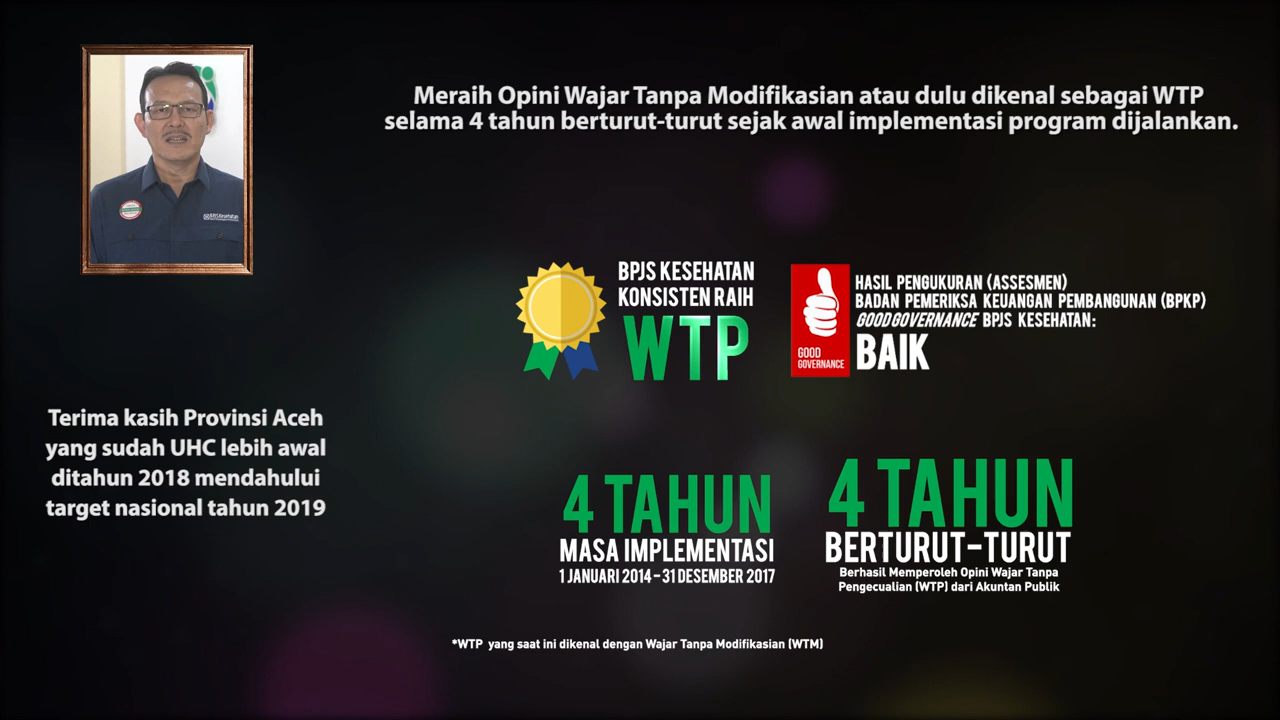 Meraih Opini Wajar Tanpa Modifikasian atau dulu dikenal sebagai WTP
selama 4 tahun berturut-turut sejak awal implementasi program dijalankan.
BPJS Kesehatan
BPJS KESEHATAN
KONSISTEN RAIH
WTP
GOOD
GOVERNANCE
HASIL PENGUKURAN (ASSESMEN)
BADAN PEMERIKSA KEUANGAN PEMBANGUNAN (BPKP)
GOOD GOVERNANCE BPJS KESEHATAN:
BAIK
Terima kasih Provinsi Aceh
yang sudah UHC lebih awal
ditahun 2018 mendahului
target nasional tahun 2019
4 TAHUN
MASA IMPLEMENTASI
1 JANUARI 2014 - 31 DESEMBER 2017
4 TAHUN
BERTURUT-TURUT
Berhasil Memperoleh Opini Wajar Tanpa
Pengecualian (WTP) dari Akuntan Publik
*WTP yang saat ini dikenal dengan Wajar Tanpa Modifikasian (WTM)